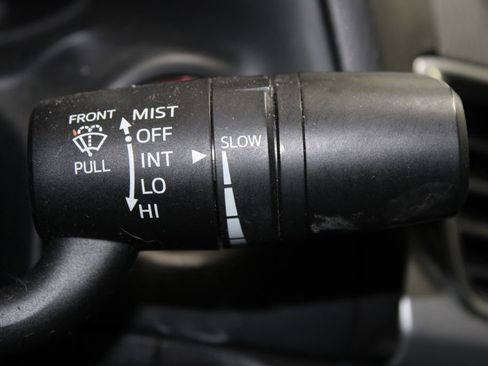 FRONT
PULL
MIST
OFF
INT
LO
HI
SLOW